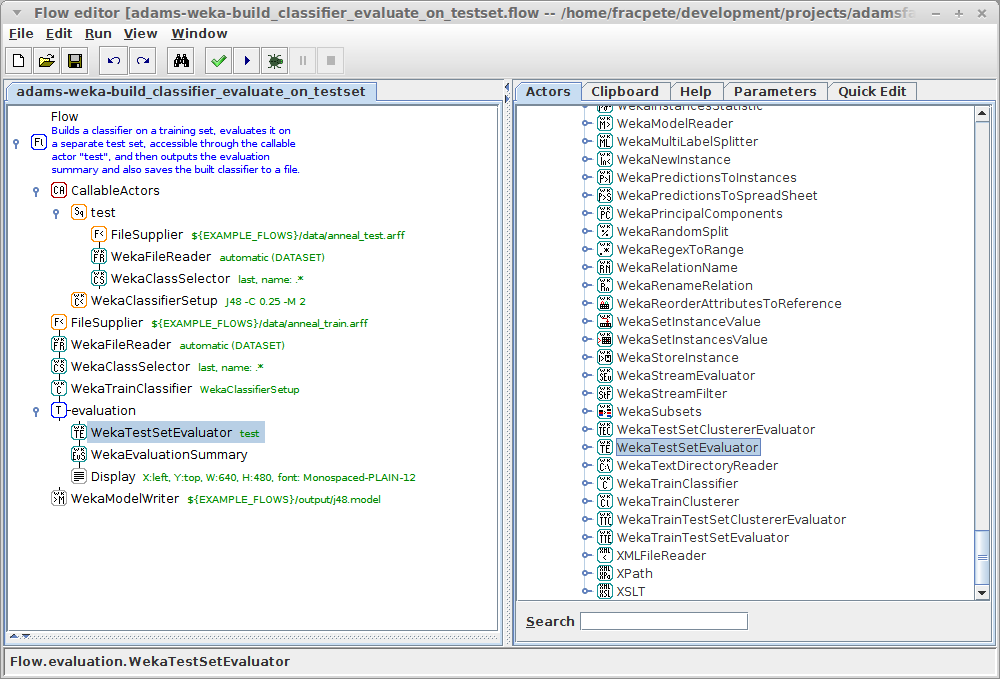 Flow editor [adams-weka-build_classifier_evaluate_on_testset.flow -- /home/fracpete/development/projects/adamsfa
File Edit Run View Window
adams-weka-build_classifier_evaluate_on_testset
Flow
Builds a classifier on a training set, evaluates it on
a separate test set, accessible through the callable
actor "test", and then outputs the evaluation
summary and also saves the built classifier to a file.
CallableActors
test
FileSupplier ${EXAMPLE_FLOWS}/data/anneal_test.arff
WekaFileReader automatic (DATASET)
WekaClassSelector last, name: .*
WekaClassifierSetup J48 -C 0.25 -M 2
FileSupplier ${EXAMPLE_FLOWS}/data/anneal_train.arff
WekaFileReader automatic (DATASET)
WekaClassSelector last, name: .*
WekaTrainClassifier WekaClassifierSetup
evaluation
WekaTestSetEvaluator test
WekaEvaluationSummary
Display X:left, Y:top, W:640, H:480, font: Monospaced-PLAIN-12
WekaModelWriter ${EXAMPLE_FLOWS}/output/j48.model
Actors Clipboard Help Parameters Quick Edit
WekaInstancesStatistic
WekaModelReader
WekaMultiLabelSplitter
WekaNewInstance
WekaPredictionsToInstances
WekaPredictionsToSpreadSheet
WekaPrincipalComponents
WekaRandomSplit
WekaRegexToRange
WekaRelationName
WekaRenameRelation
WekaReorderAttributesToReference
WekaSetInstanceValue
WekaSetInstancesValue
WekaStoreInstance
WekaStreamEvaluator
WekaStreamFilter
WekaSubsets
WekaTestSetClustererEvaluator
WekaTestSetEvaluator
WekaTextDirectoryReader
WekaTrainClassifier
WekaTrainClusterer
WekaTrainTestSetClustererEvaluator
WekaTrainTestSetEvaluator
XMLFileReader
XPath
XSLT
Search
Flow.evaluation.WekaTestSetEvaluator